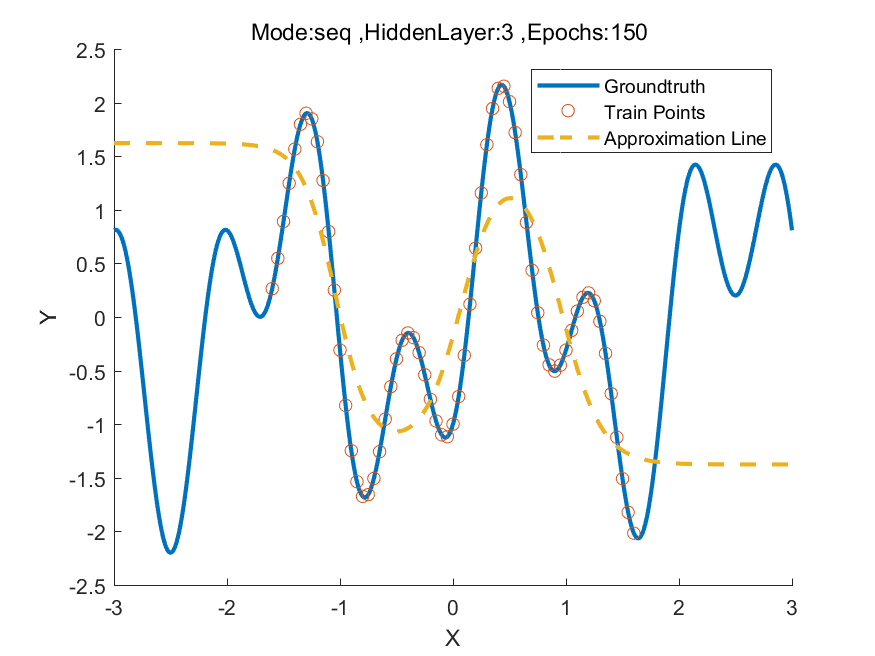 Mode:seq ,HiddenLayer:3 ,Epochs:150
2.5
2
1.5
1
0.5
0
-0.5
-1
-1.5
-2
-2.5
Y
Groundtruth
Train Points
Approximation Line
-3 -2 -1 0 1 2 3
X